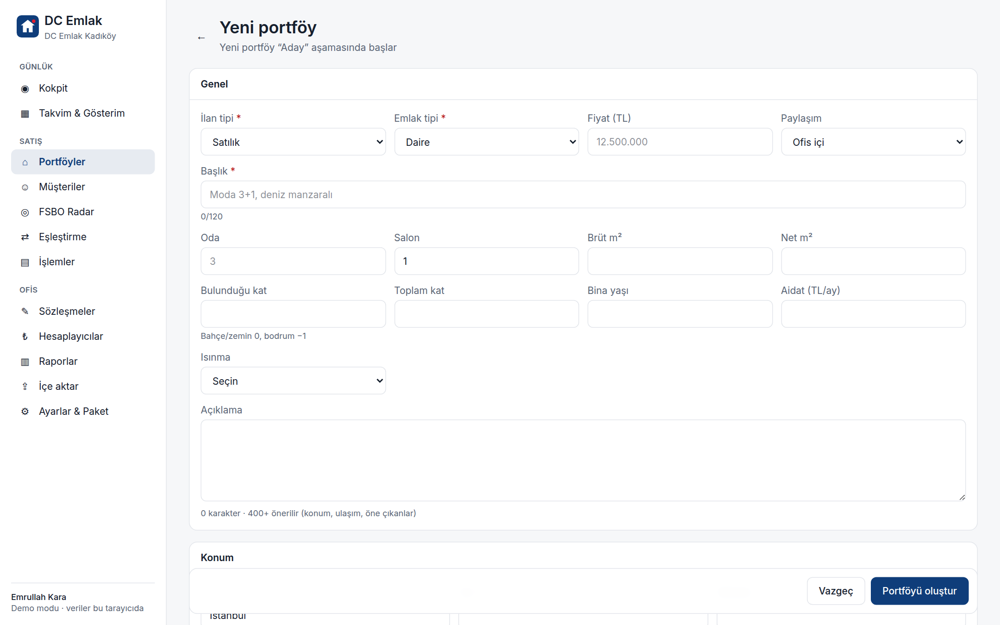 DC Emlak
DC Emlak Kadıköy
GÜNLÜK
Kokpit
Takvim & Gösterim
SATIŞ
Portföyler
Müşteriler
FSBO Radar
Eşleştirme
İşlemler
OFİS
Sözleşmeler
Hesaplayıcılar
Raporlar
İçe aktar
Ayarlar & Paket
Emrullah Kara
Demo modu · veriler bu tarayıcıda
←
Yeni portföy
Yeni portföy “Aday” aşamasında başlar
Genel
İlan tipi * Emlak tipi * Fiyat (TL) Paylaşım
Satılık Daire 12.500.000 Ofis içi
Başlık *
Moda 3+1, deniz manzaralı
0/120
Oda Salon Brüt m² Net m²
3 1
Bulunduğu kat Toplam kat Bina yaşı Aidat (TL/ay)
Bahçe/zemin 0, bodrum −1
Isınma
Seçin
Açıklama
0 karakter · 400+ önerilir (konum, ulaşım, öne çıkanlar)
Konum
Vazgeç Portföyü oluştur
İstanbul